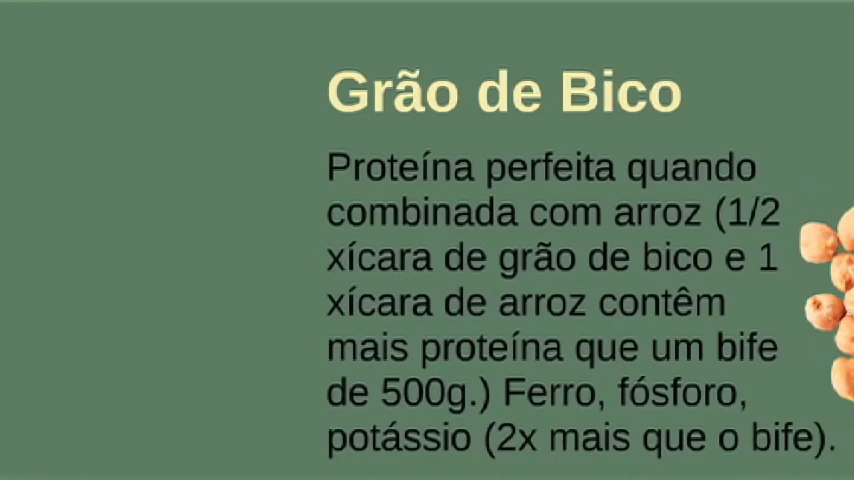 Grão de Bico
Proteína perfeita quando
combinada com arroz (1/2
xícara de grão de bico e 1
xícara de arroz contêm
mais proteína que um bife
de 500g.) Ferro, fósforo,
potássio (2x mais que o bife).